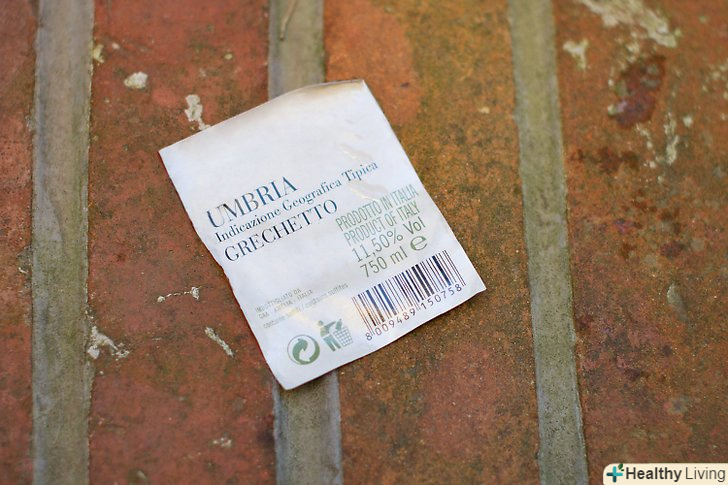 UMBRIA
Indicazione Geografica Tipica
GRECHETTO
PRODOTTO IN ITALIA
PRODUCT OF ITALY
11,50% Vol
750 ml e
ITALIA
8 009489 150758
Healthy Living